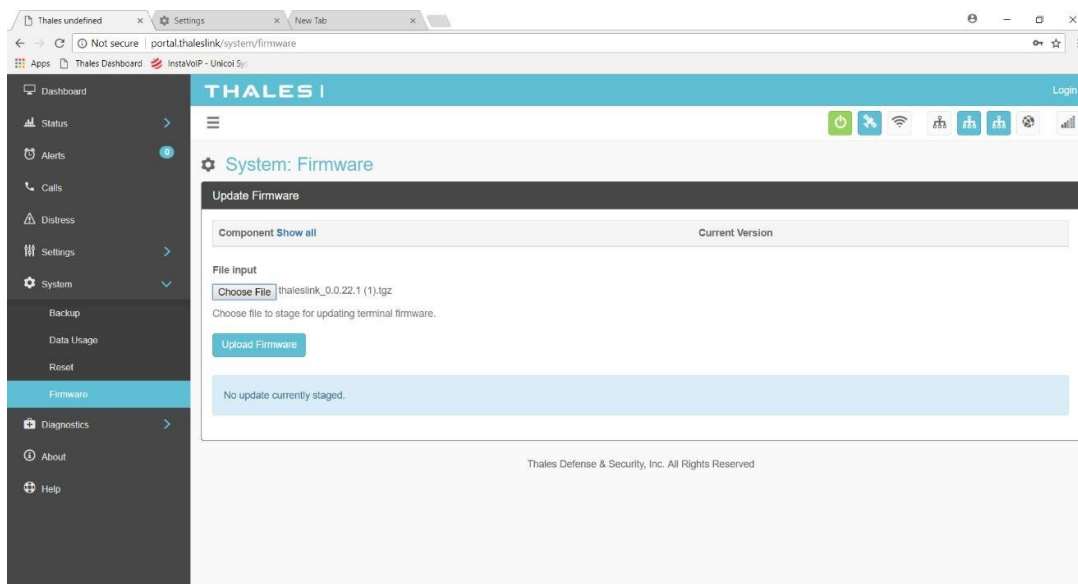 Thales undefined
Settings
New Tab
Not secure portal.thaleslink/system/firmware
Apps Thales Dashboard InstaVoIP - Unicoi Sy
Dashboard
THALES
Login
Status
Alerts 0
System: Firmware
Calls
Update Firmware
Distress
Component Show all Current Version
Settings
File input
System
Choose File thaleslink_0.0.22.1 (1).tgz
Backup
Choose file to stage for updating terminal firmware.
Data Usage
Upload Firmware
Reset
Firmware
No update currently staged.
Diagnostics
About
Thales Defense & Security, Inc. All Rights Reserved
Help